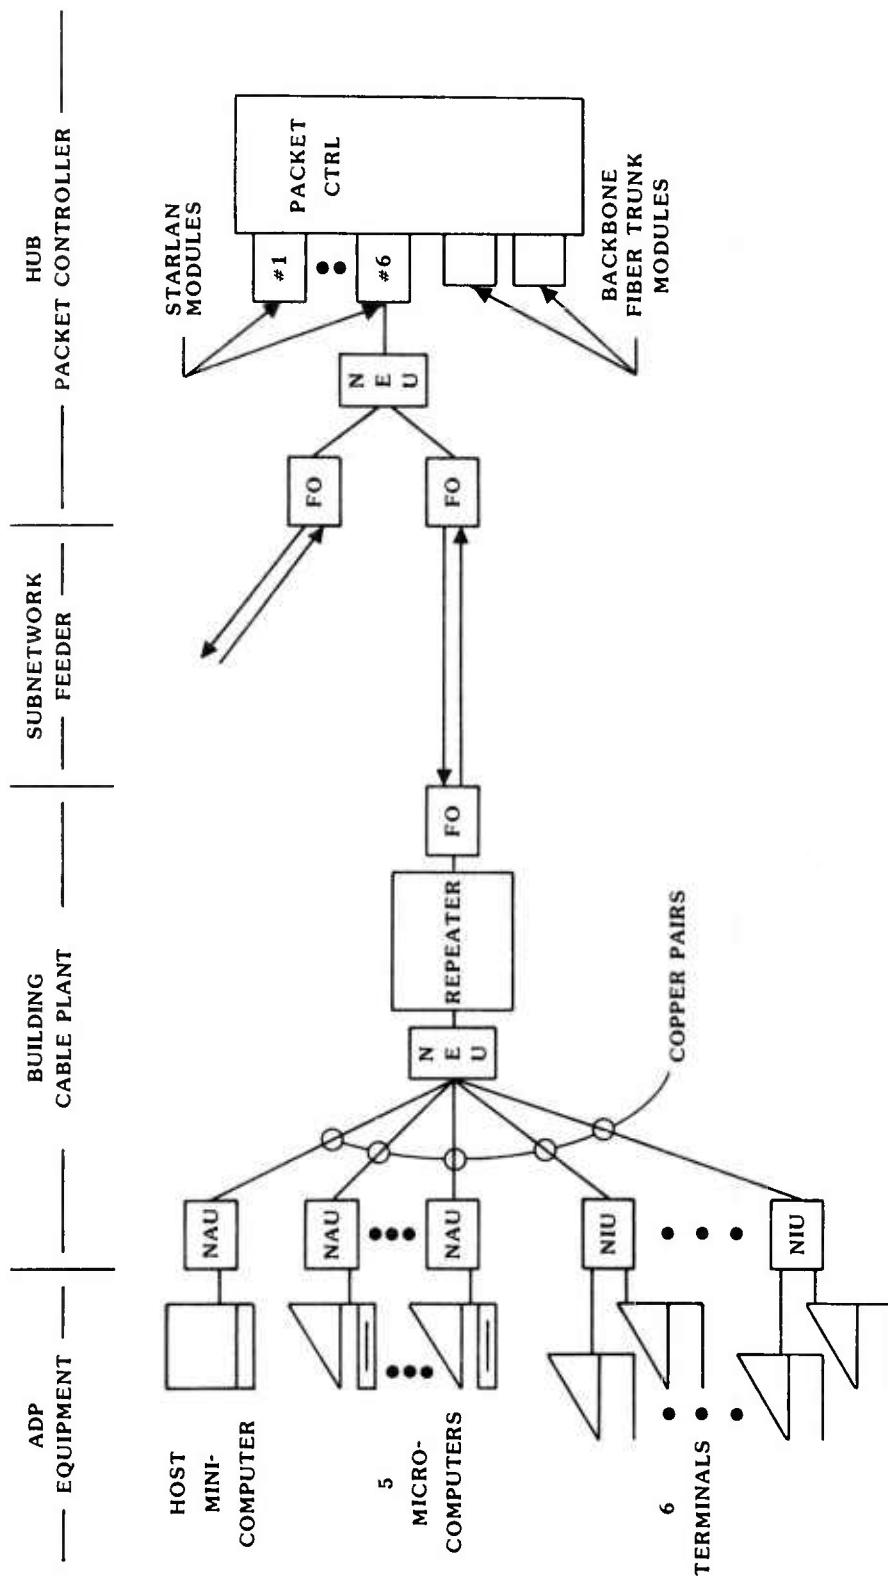 ADP
EQUIPMENT
BUILDING
CABLE PLANT
SUBNETWORK
FEEDER
HUB
PACKET CONTROLLER
HOST
MINI-
COMPUTER
5
MICRO-
COMPUTERS
6
TERMINALS
NAU
NAU
NAU
NIU
NIU
COPPER PAIRS
N
E
U
REPEATER
FO
FO
FO
N
E
U
STARLAN
MODULES
#1
#6
PACKET
CTRL
BACKBONE
FIBER TRUNK
MODULES